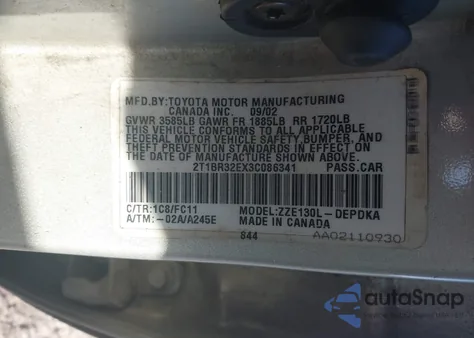 MFD.BY: TOYOTA MOTOR MANUFACTURING
CANADA INC. 09/02
GVWR 3585LB GAWR FR 1885LB RR 1720LB
THIS VEHICLE CONFORMS TO ALL APPLICABLE
FEDERAL MOTOR VEHICLE SAFETY, BUMPER,
AND THEFT PREVENTION STANDARDS IN EFFECT
ON THE DATE OF MANUFACTURE SHOWN ABOVE.
2T1BR32EX3C086341 PASS.CAR
C/TR:1C8/FC11 MODEL:ZZE130L-DEPDKA
A/TM:-02A/A245E MADE IN CANADA
844 AA02110930
autoSnap